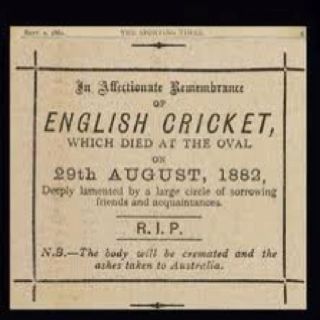 SEPT. 2, 1882.
THE SPORTING TIMES.
In Affectionate Remembrance
OF
ENGLISH CRICKET,
WHICH DIED AT THE OVAL
ON
29th AUGUST, 1882,
Deeply lamented by a large circle of sorrowing
friends and acquaintances.
R. I. P.
N.B.—The body will be cremated and the
ashes taken to Australia.